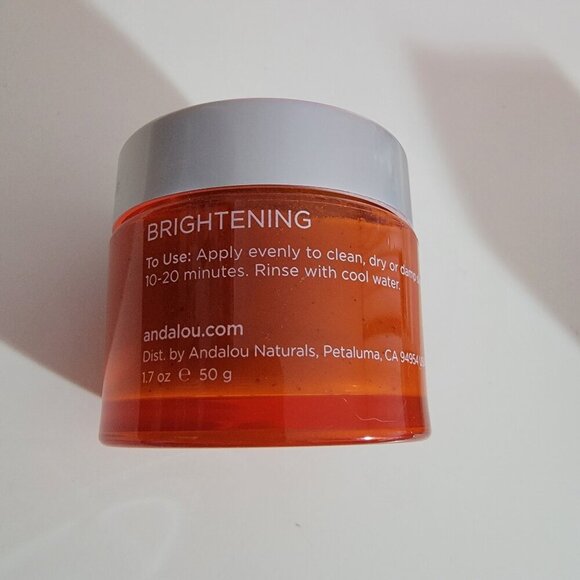 BRIGHTENING
To Use: Apply evenly to clean, dry or damp
10-20 minutes. Rinse with cool water.
andalou.com
Dist. by Andalou Naturals, Petaluma, CA 94954
1.7 oz ℮ 50 g